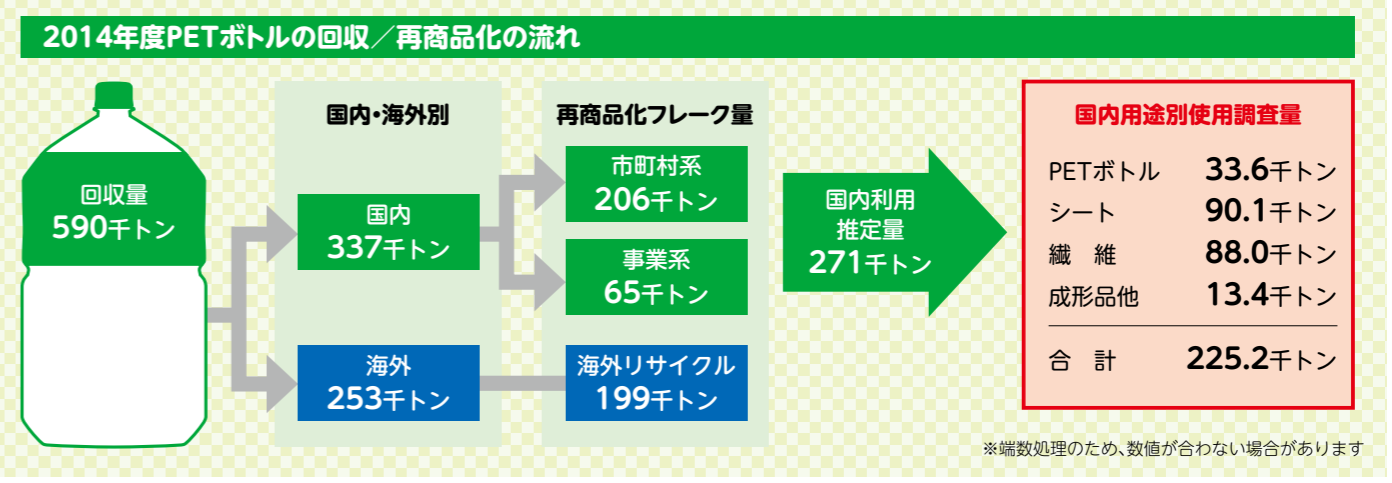 2014年度PETボトルの回収／再商品化の流れ
回収量
590千トン
国内・海外別
国内
337千トン
海外
253千トン
再商品化フレーク量
市町村系
206千トン
事業系
65千トン
海外リサイクル
199千トン
国内利用
推定量
271千トン
国内用途別使用調査量
PETボトル 33.6千トン
シート 90.1千トン
繊　維 88.0千トン
成形品他 13.4千トン
合　計 225.2千トン
※端数処理のため、数値が合わない場合があります